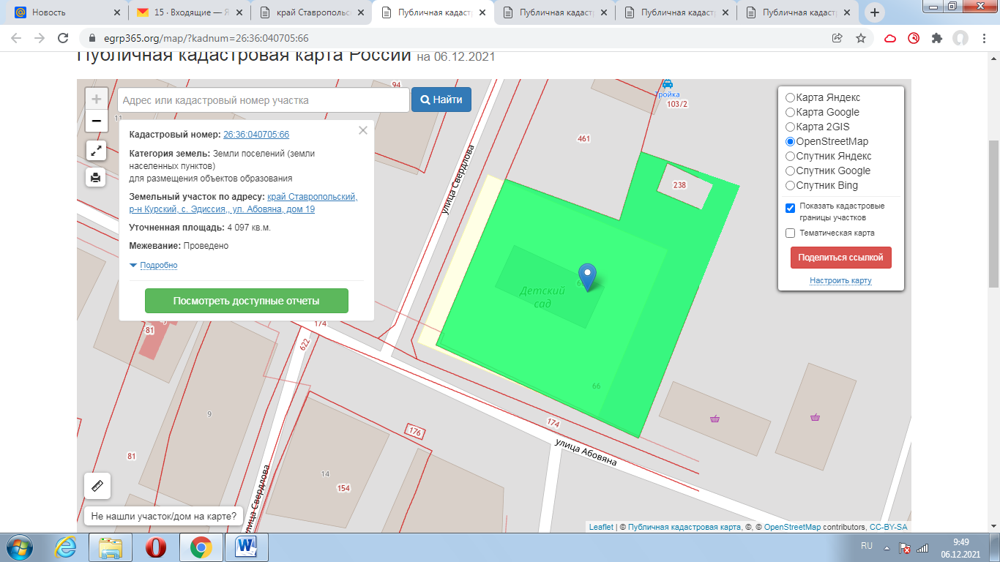 Новость
15 · Входящие — Я
край Ставропольс
Публичная кадаст
Публичная кадаст
Публичная кадаст
Публичная кадаст
egrp365.org/map/?kadnum=26:36:040705:66
Публичная кадастровая карта России на 06.12.2021
Адрес или кадастровый номер участка
Найти
Кадастровый номер: 26:36:040705:66
Категория земель: Земли поселений (земли
населенных пунктов)
для размещения объектов образования
Земельный участок по адресу: край Ставропольский,
р-н Курский, с. Эдиссия,, ул. Абовяна, дом 19
Уточненная площадь: 4 097 кв.м.
Межевание: Проведено
Подробно
Посмотреть доступные отчеты
Карта Яндекс
Карта Google
Карта 2GIS
OpenStreetMap
Спутник Яндекс
Спутник Google
Спутник Bing
Показать кадастровые
границы участков
Тематическая карта
Поделиться ссылкой
Настроить карту
94
11
Тройка
103/2
461
238
улица Свердлова
Детский
сад
66
174
81
622
9
174
176
улица Абовяна
81
14
154
улица Свердлова
Не нашли участок/дом на карте?
Leaflet | © Публичная кадастровая карта, ©, © OpenStreetMap contributors, CC-BY-SA
RU
9:49
06.12.2021